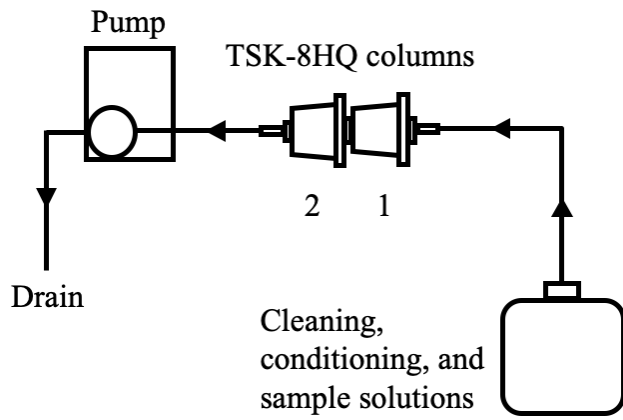 Pump
TSK-8HQ columns
2
1
Drain
Cleaning,
conditioning, and
sample solutions